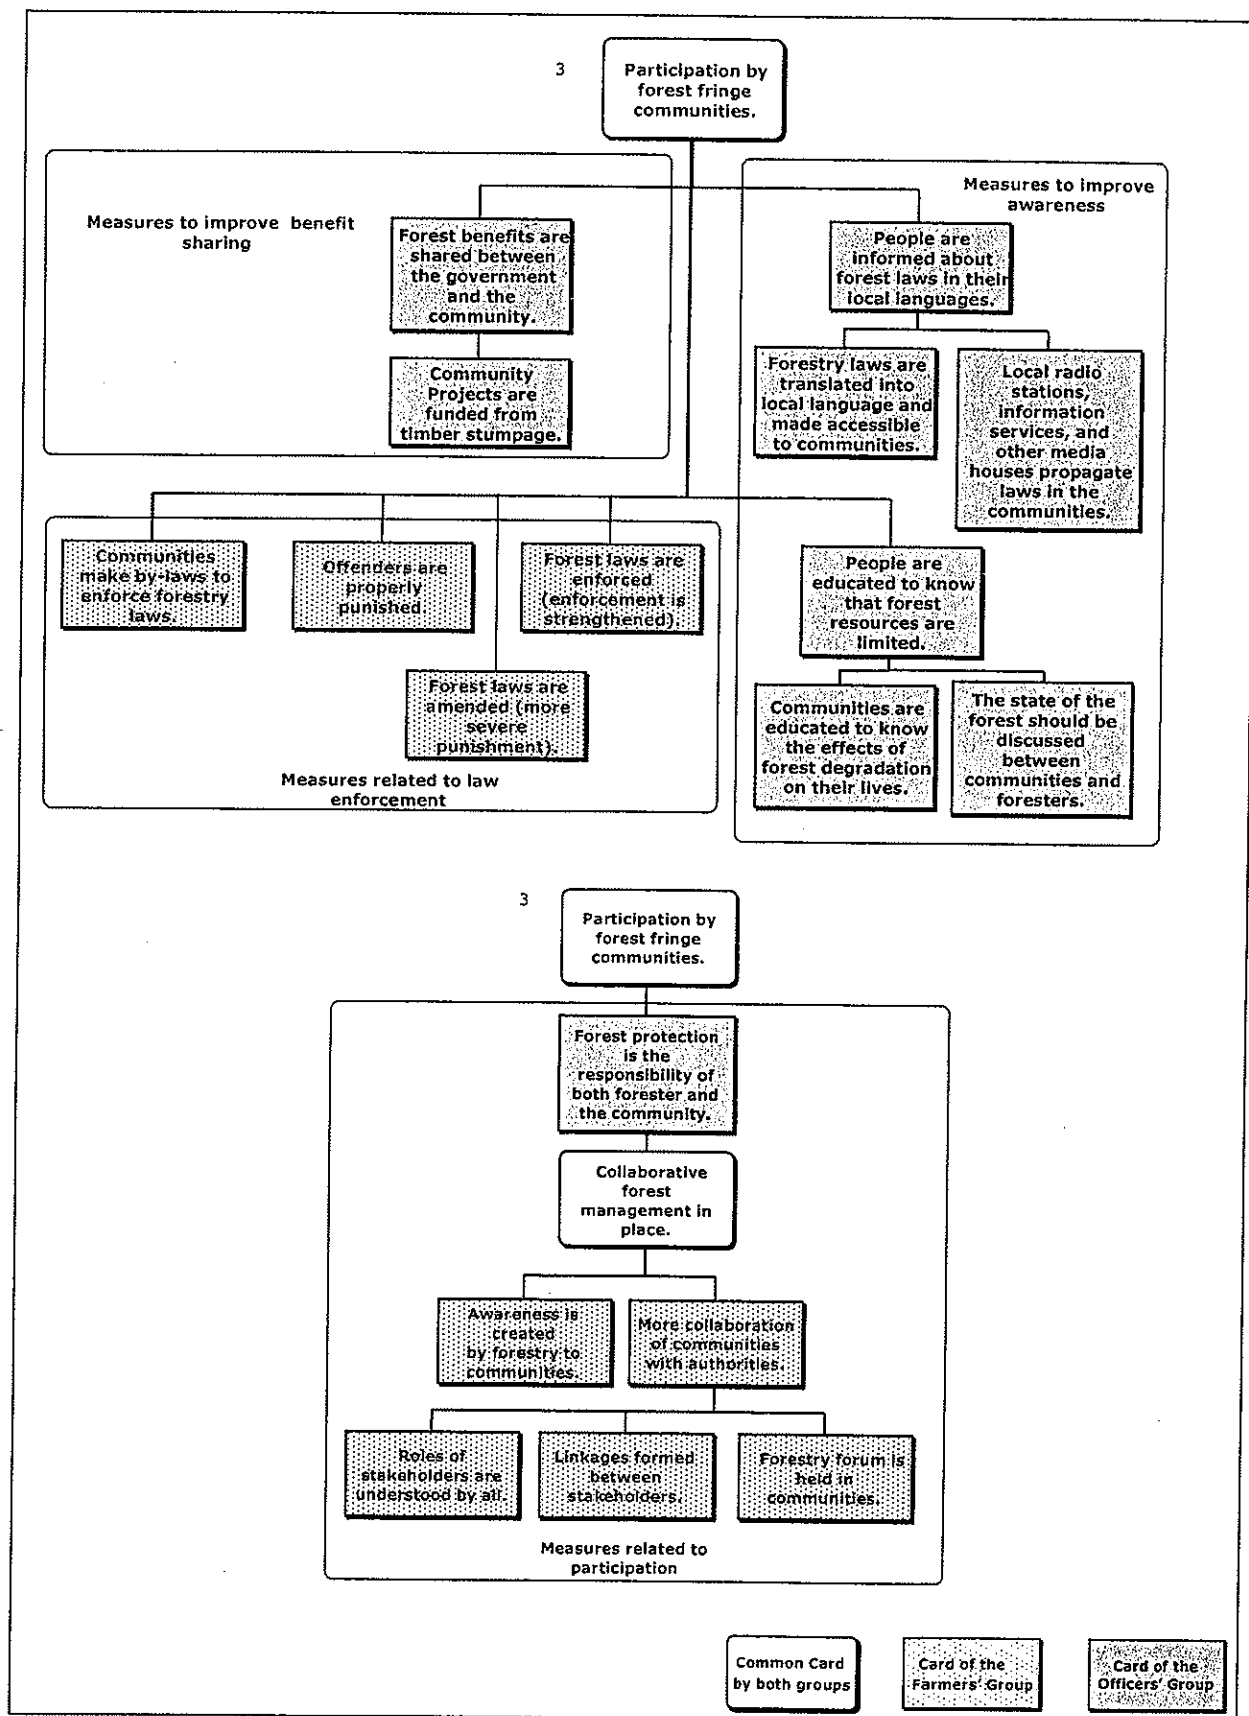 3
Participation by
forest fringe
communities.
Measures to improve benefit
sharing
Forest benefits are
shared between
the government
and the
community.
Community
Projects are
funded from
timber stumpage.
Measures to improve
awareness
People are
informed about
forest laws in their
local languages.
Forestry laws are
translated into
local language and
made accessible
to communities.
Local radio
stations,
information
services, and
other media
houses propagate
laws in the
communities.
Communities
make by-laws to
enforce forestry
laws.
Offenders are
properly
punished.
Forest laws are
enforced
(enforcement is
strengthened).
Forest laws are
amended (more
severe
punishment).
Measures related to law
enforcement
People are
educated to know
that forest
resources are
limited.
Communities are
educated to know
the effects of
forest degradation
on their lives.
The state of the
forest should be
discussed
between
communities and
foresters.
3
Participation by
forest fringe
communities.
Forest protection
is the
responsibility of
both forester and
the community.
Collaborative
forest
management in
place.
Awareness is
created
by forestry to
communities.
More collaboration
of communities
with authorities.
Roles of
stakeholders are
understood by all.
Linkages formed
between
stakeholders.
Forestry forum is
held in
communities.
Measures related to
participation
Common Card
by both groups
Card of the
Farmers' Group
Card of the
Officers' Group